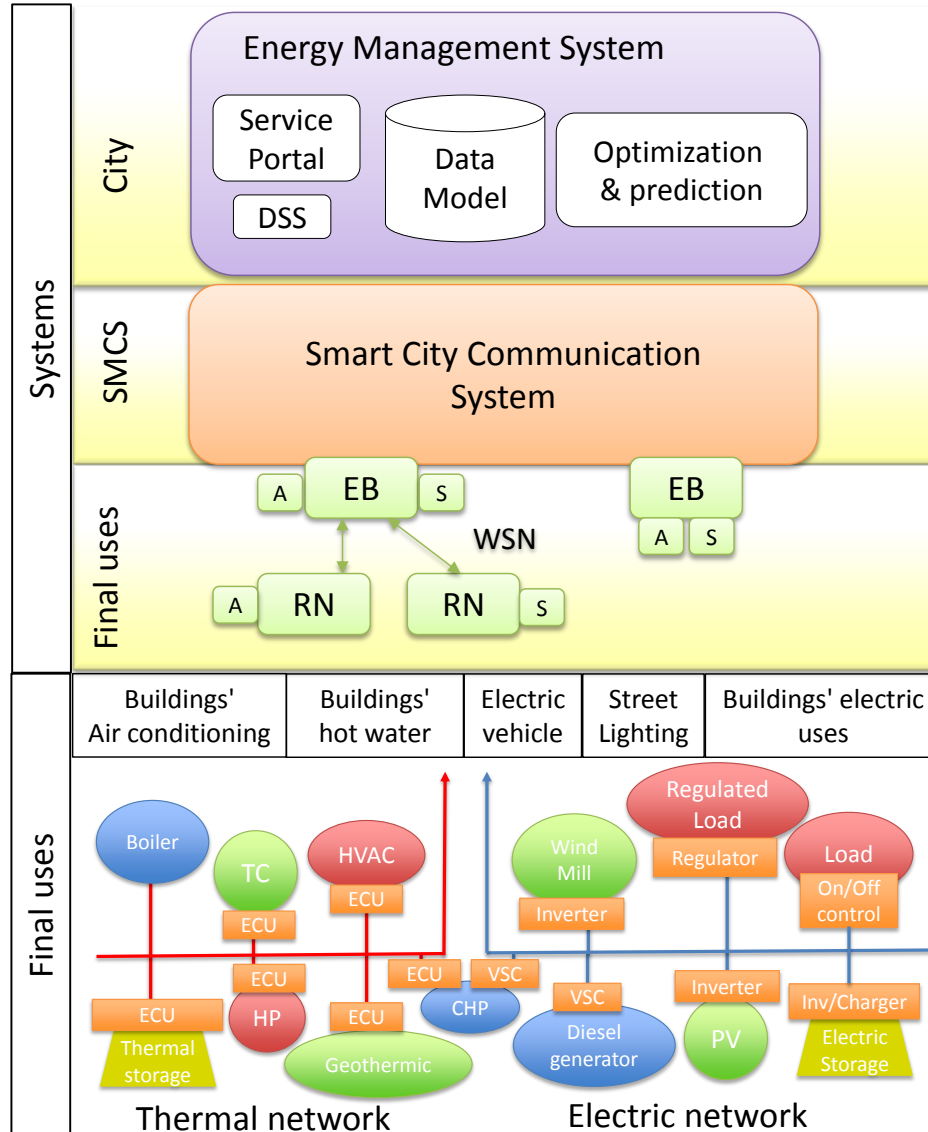 Energy Management System
Service
Portal
DSS
Data
Model
Optimization
& prediction
City
Systems
SMCS
Smart City Communication
System
Final uses
A
EB
S
WSN
EB
A
S
A
RN
RN
S
Buildings'
Air conditioning
Buildings'
hot water
Electric
vehicle
Street
Lighting
Buildings' electric
uses
Final uses
Boiler
TC
ECU
HVAC
ECU
Wind
Mill
Inverter
Regulated
Load
Regulator
Load
On/Off
control
ECU
Thermal
storage
ECU
HP
ECU
Geothermic
ECU
VSC
CHP
VSC
Diesel
generator
Inverter
PV
Inv/Charger
Electric
Storage
Thermal network
Electric network